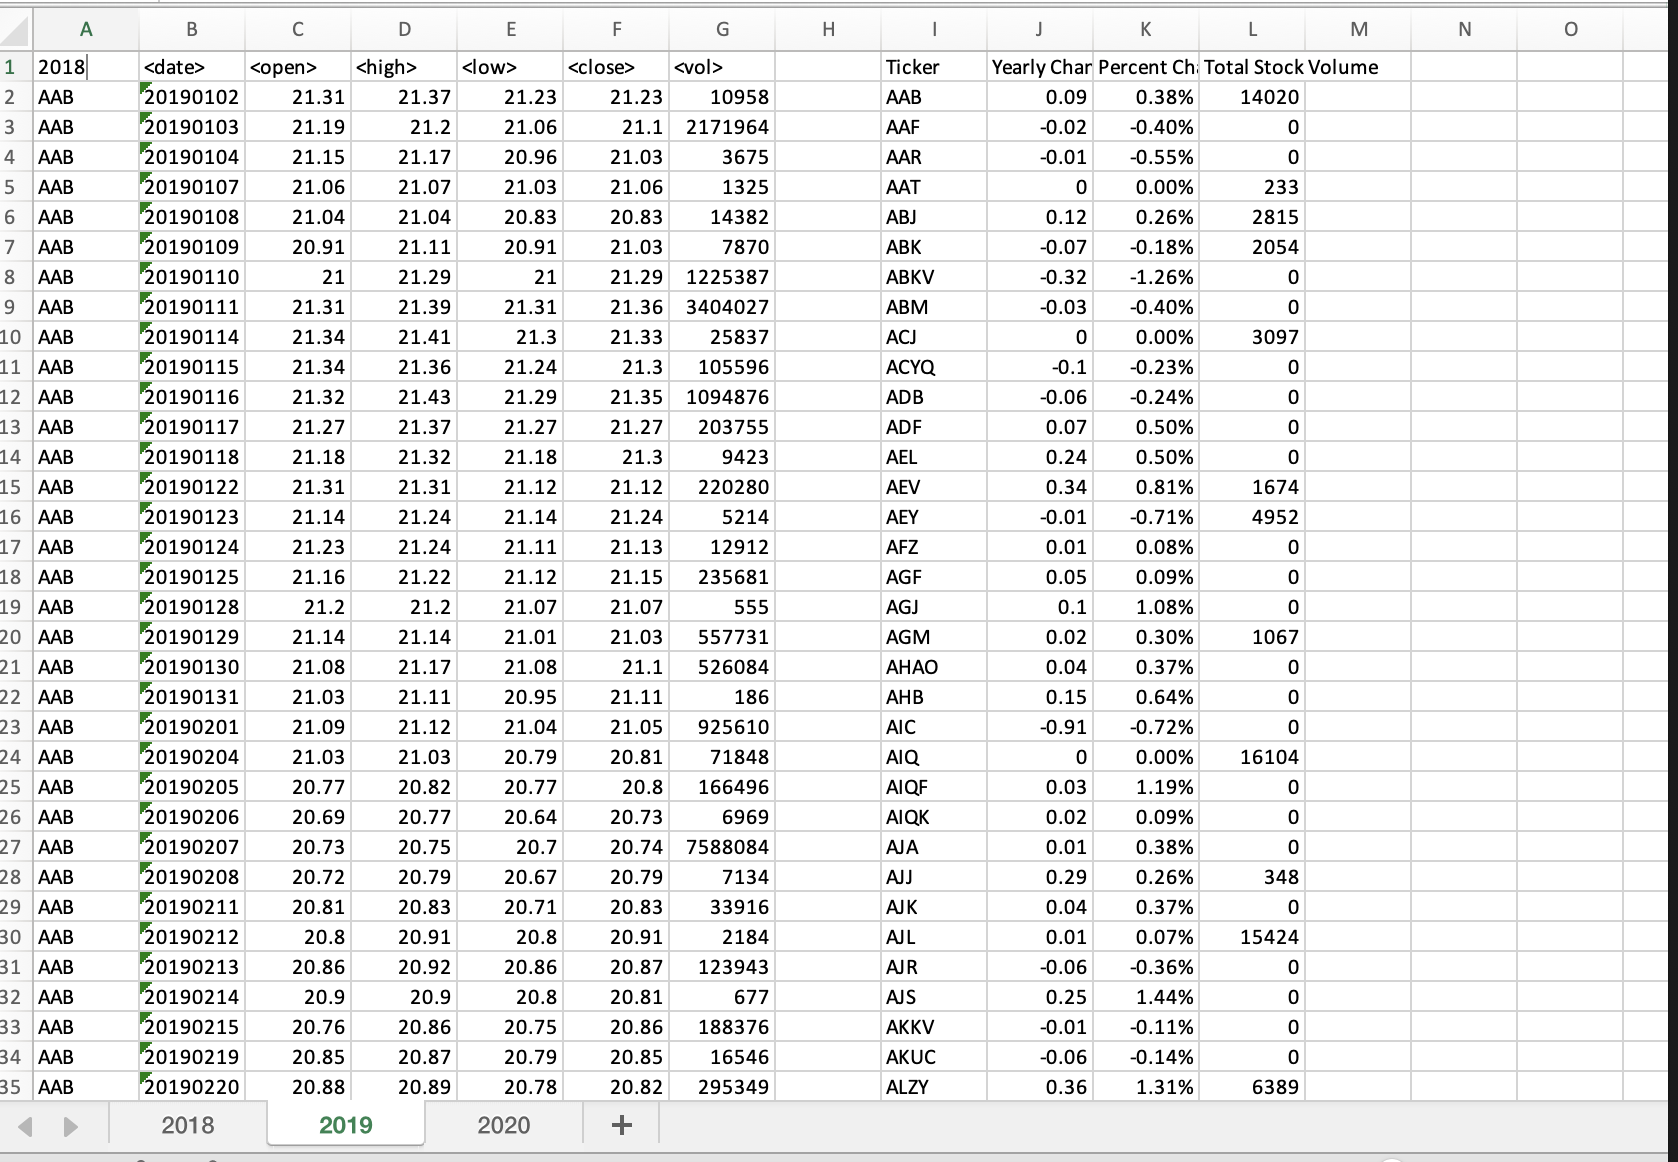 A B C D E F G H I J K L M N O
1 2018 <date> <open> <high> <low> <close> <vol> Ticker Yearly Char Percent Ch Total Stock Volume
2 AAB 20190102 21.31 21.37 21.23 21.23 10958 AAB 0.09 0.38% 14020
3 AAB 20190103 21.19 21.2 21.06 21.1 2171964 AAF -0.02 -0.40% 0
4 AAB 20190104 21.15 21.17 20.96 21.03 3675 AAR -0.01 -0.55% 0
5 AAB 20190107 21.06 21.07 21.03 21.06 1325 AAT 0 0.00% 233
6 AAB 20190108 21.04 21.04 20.83 20.83 14382 ABJ 0.12 0.26% 2815
7 AAB 20190109 20.91 21.11 20.91 21.03 7870 ABK -0.07 -0.18% 2054
8 AAB 20190110 21 21.29 21 21.29 1225387 ABKV -0.32 -1.26% 0
9 AAB 20190111 21.31 21.39 21.31 21.36 3404027 ABM -0.03 -0.40% 0
10 AAB 20190114 21.34 21.41 21.3 21.33 25837 ACJ 0 0.00% 3097
11 AAB 20190115 21.34 21.36 21.24 21.3 105596 ACYQ -0.1 -0.23% 0
12 AAB 20190116 21.32 21.43 21.29 21.35 1094876 ADB -0.06 -0.24% 0
13 AAB 20190117 21.27 21.37 21.27 21.27 203755 ADF 0.07 0.50% 0
14 AAB 20190118 21.18 21.32 21.18 21.3 9423 AEL 0.24 0.50% 0
15 AAB 20190122 21.31 21.31 21.12 21.12 220280 AEV 0.34 0.81% 1674
16 AAB 20190123 21.14 21.24 21.14 21.24 5214 AEY -0.01 -0.71% 4952
17 AAB 20190124 21.23 21.24 21.11 21.13 12912 AFZ 0.01 0.08% 0
18 AAB 20190125 21.16 21.22 21.12 21.15 235681 AGF 0.05 0.09% 0
19 AAB 20190128 21.2 21.2 21.07 21.07 555 AGJ 0.1 1.08% 0
20 AAB 20190129 21.14 21.14 21.01 21.03 557731 AGM 0.02 0.30% 1067
21 AAB 20190130 21.08 21.17 21.08 21.1 526084 AHAO 0.04 0.37% 0
22 AAB 20190131 21.03 21.11 20.95 21.11 186 AHB 0.15 0.64% 0
23 AAB 20190201 21.09 21.12 21.04 21.05 925610 AIC -0.91 -0.72% 0
24 AAB 20190204 21.03 21.03 20.79 20.81 71848 AIQ 0 0.00% 16104
25 AAB 20190205 20.77 20.82 20.77 20.8 166496 AIQF 0.03 1.19% 0
26 AAB 20190206 20.69 20.77 20.64 20.73 6969 AIQK 0.02 0.09% 0
27 AAB 20190207 20.73 20.75 20.7 20.74 7588084 AJA 0.01 0.38% 0
28 AAB 20190208 20.72 20.79 20.67 20.79 7134 AJJ 0.29 0.26% 348
29 AAB 20190211 20.81 20.83 20.71 20.83 33916 AJK 0.04 0.37% 0
30 AAB 20190212 20.8 20.91 20.8 20.91 2184 AJL 0.01 0.07% 15424
31 AAB 20190213 20.86 20.92 20.86 20.87 123943 AJR -0.06 -0.36% 0
32 AAB 20190214 20.9 20.9 20.8 20.81 677 AJS 0.25 1.44% 0
33 AAB 20190215 20.76 20.86 20.75 20.86 188376 AKKV -0.01 -0.11% 0
34 AAB 20190219 20.85 20.87 20.79 20.85 16546 AKUC -0.06 -0.14% 0
35 AAB 20190220 20.88 20.89 20.78 20.82 295349 ALZY 0.36 1.31% 6389
2018 2019 2020 +